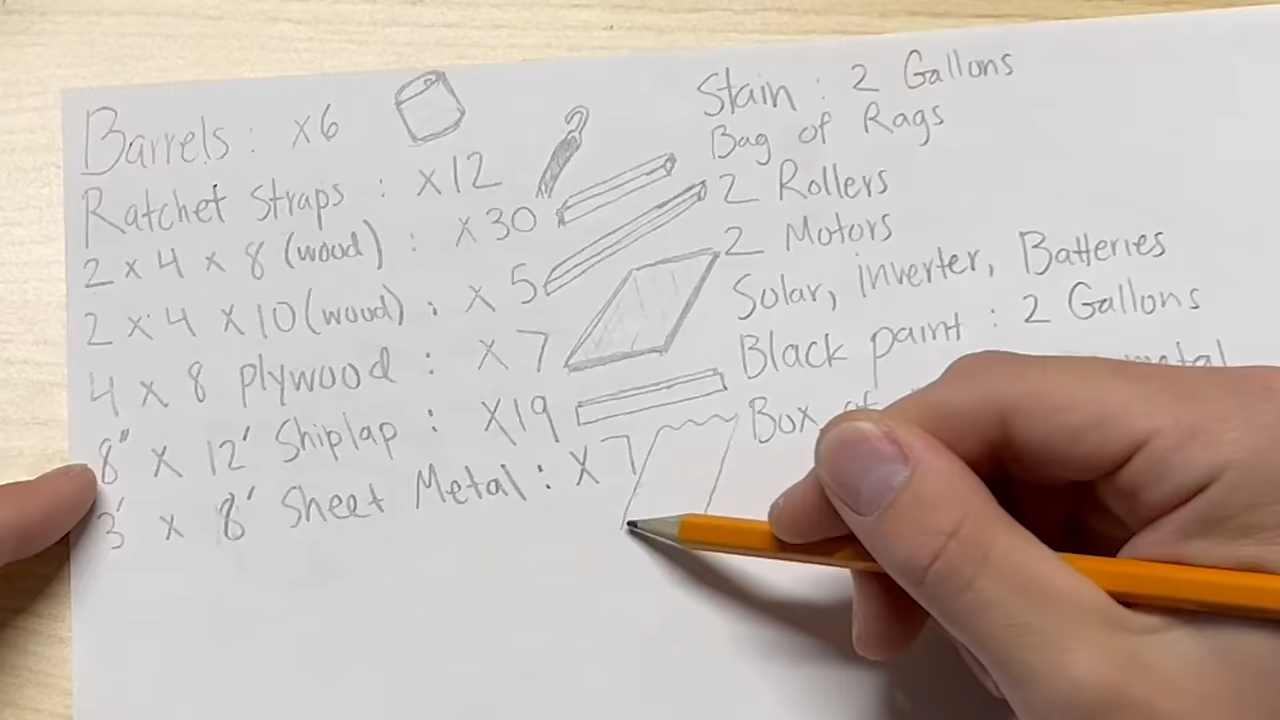 Barrels: x6
Ratchet Straps : x12
2 x 4 x 8 (wood) : x 30
2 x 4 x 10 (wood) : x 5
4 x 8 Plywood : x 7
8" x 12' Shiplap : x19
3' x 8' Sheet Metal : x 7
Stain : 2 Gallons
Bag of Rags
2 Rollers
2 Motors
Solar, inverter, Batteries
Black paint : 2 Gallons
Box of metal